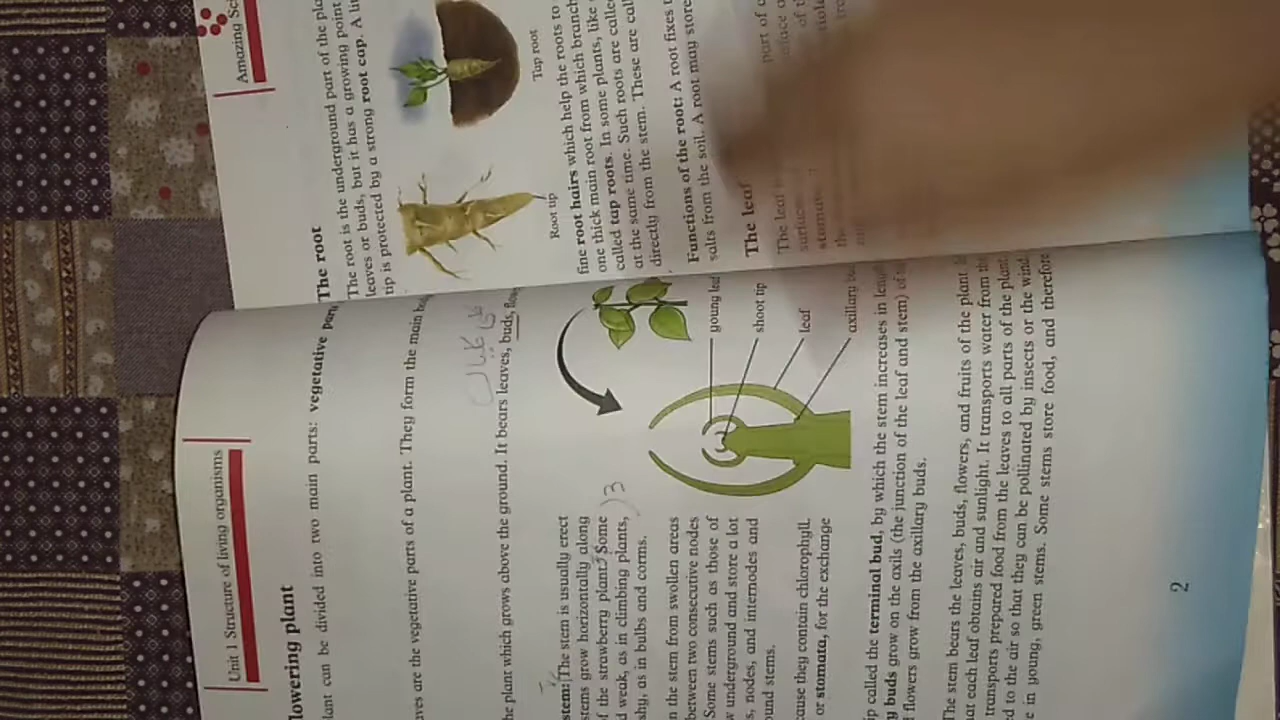 Unit 1 Structure of living organisms
flowering plant
lant can be divided into two main parts: vegetative par
aves are the vegetative parts of a plant. They form the main
he plant which grows above the ground. It bears leaves, buds,
stem: The stem is usually erect
stems grow horizontally along
f the strawberry plant. Some
d weak, as in climbing plants,
shy, as in bulbs and corms.
n the stem from swollen areas
between two consecutive nodes
Some stems such as those of
w underground and store a lot
s, nodes, and internodes and
ound stems.
cause they contain chlorophyll.
or stomata, for the exchange
young leaf
shoot tip
leaf
axillary
ip called the terminal bud, by which the stem increases in
y buds grow on the axils (the junction of the leaf and stem) of
d flowers grow from the axillary buds.
The stem bears the leaves, buds, flowers, and fruits of the plant.
at each leaf obtains air and sunlight. It transports water from
transports prepared food from the leaves to all parts of the plant.
d to the air so that they can be pollinated by insects or the wind.
e in young, green stems. Some stems store food, and therefore
2
Amazing Sc
The root
The root is the underground part of the pla
leaves or buds, but it has a growing point
tip is protected by a strong root cap. A
Root tip
Tap root
fine root hairs which help the roots to
one thick main root from which branch
called tap roots. In some plants, like
at the same time. Such roots are calle
directly from the stem. These are call
Functions of the root: A root fixes
salts from the soil. A root may store
The leaf
The leaf
part of
surfaces
of th
stomata